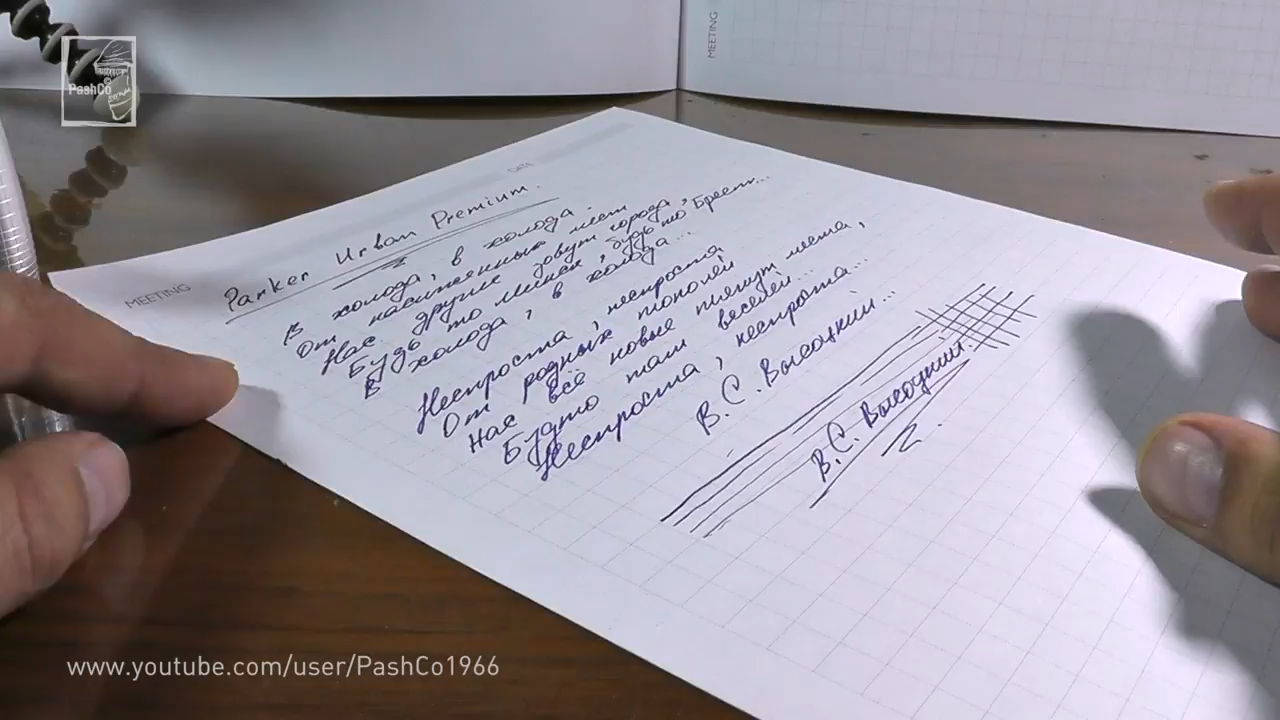 MEETING
PashCo
DATE
MEETING
Parker Urban Premium.
В холода, в холода.
От насиженных мест
Нас другие зовут города,
Будь то Минск, будь то Брест...
В холода, в холода...
Неспроста, неспроста
От родных тополей
Нас всё новые пленят места,
Будто там веселей...
Неспроста, неспроста...
В.С. Высоцкий...
В.С. Высоцкий.
www.youtube.com/user/PashCo1966